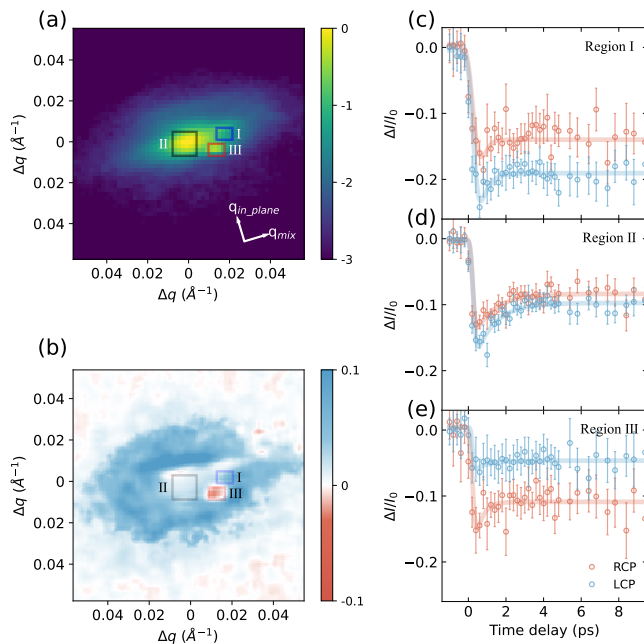 (a)
0.04
0.02
0
0.02
0.04
Δq (Å⁻¹)
0.04 0.02 0 0.02 0.04
Δq (Å⁻¹)
II
I
III
q_in_plane
q_mix
0
-1
-2
-3
(b)
0.04
0.02
0
0.02
0.04
Δq (Å⁻¹)
0.04 0.02 0 0.02 0.04
Δq (Å⁻¹)
II
I
III
0.1
0
-0.1
(c)
Region I
0.0
−0.1
−0.2
ΔI/I₀
(d)
Region II
0.0
−0.1
−0.2
ΔI/I₀
(e)
Region III
0.0
−0.1
−0.2
ΔI/I₀
RCP
LCP
0 2 4 6 8
Time delay (ps)